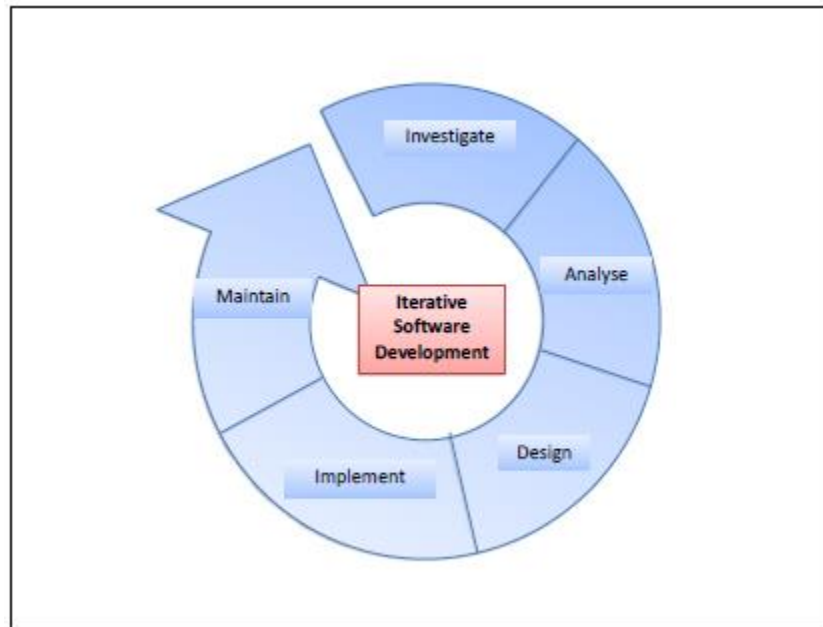 Investigate
Analyse
Design
Implement
Maintain
Iterative
Software
Development